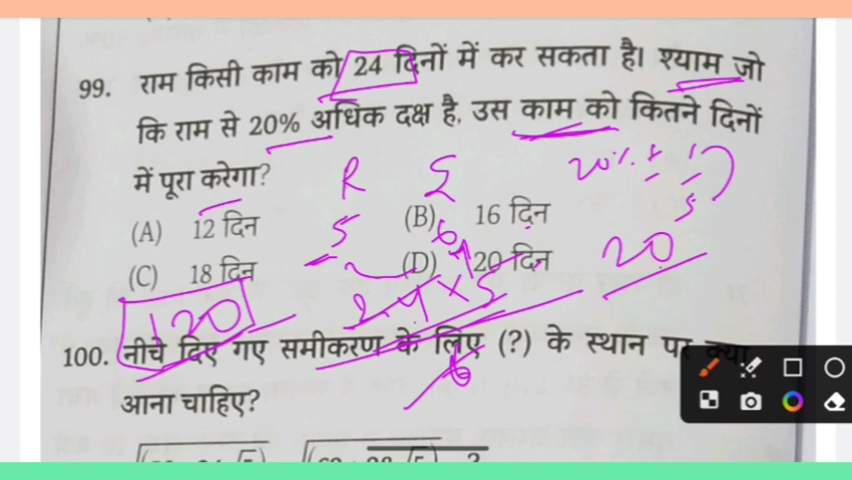 99. राम किसी काम को 24 दिनों में कर सकता है। श्याम जो
कि राम से 20% अधिक दक्ष है, उस काम को कितने दिनों
में पूरा करेगा?
R S 20% = 1/5
(A) 12 दिन (B) 16 दिन
5 6
(C) 18 दिन (D) 20 दिन
20
24 × 5
6
120
100. नीचे दिए गए समीकरण के लिए (?) के स्थान पर क्या
आना चाहिए?